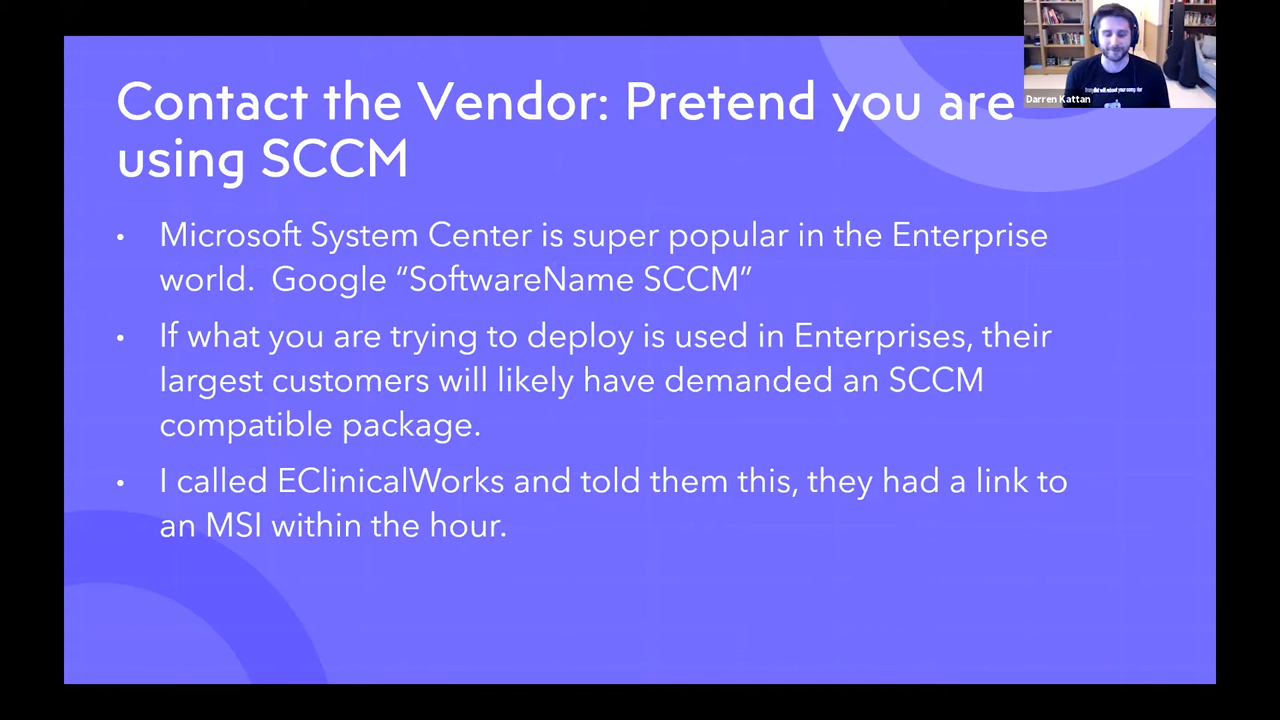 Contact the Vendor: Pretend you are
using SCCM
• Microsoft System Center is super popular in the Enterprise
world. Google “SoftwareName SCCM”
• If what you are trying to deploy is used in Enterprises, their
largest customers will likely have demanded an SCCM
compatible package.
• I called EClinicalWorks and told them this, they had a link to
an MSI within the hour.
Darren Kattan